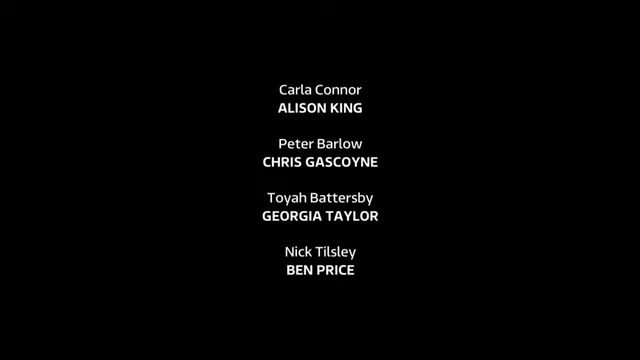 Carla Connor
ALISON KING
Peter Barlow
CHRIS GASCOYNE
Toyah Battersby
GEORGIA TAYLOR
Nick Tilsley
BEN PRICE